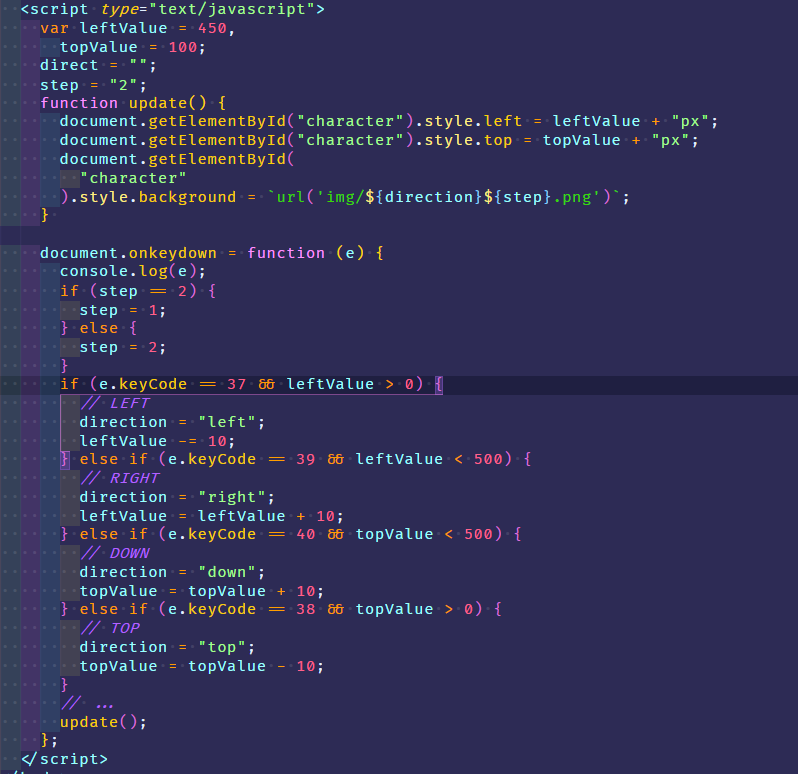 <script type="text/javascript">
var leftValue = 450,
topValue = 100;
direct = "";
step = "2";
function update() {
document.getElementById("character").style.left = leftValue + "px";
document.getElementById("character").style.top = topValue + "px";
document.getElementById(
"character"
).style.background = `url('img/${direction}${step}.png')`;
}
document.onkeydown = function (e) {
console.log(e);
if (step == 2) {
step = 1;
} else {
step = 2;
}
if (e.keyCode == 37 && leftValue > 0) {
// LEFT
direction = "left";
leftValue -= 10;
} else if (e.keyCode == 39 && leftValue < 500) {
// RIGHT
direction = "right";
leftValue = leftValue + 10;
} else if (e.keyCode == 40 && topValue < 500) {
// DOWN
direction = "down";
topValue = topValue + 10;
} else if (e.keyCode == 38 && topValue > 0) {
// TOP
direction = "top";
topValue = topValue - 10;
}
// ...
update();
};
</script>